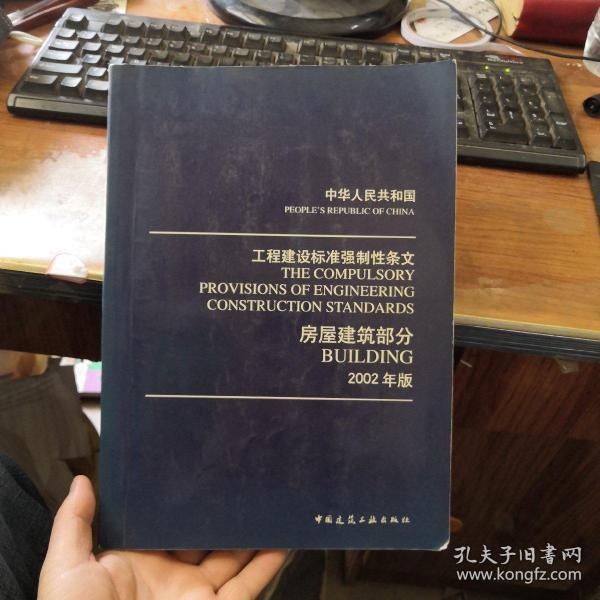 中华人民共和国
PEOPLE'S REPUBLIC OF CHINA
工程建设标准强制性条文
THE COMPULSORY
PROVISIONS OF ENGINEERING
CONSTRUCTION STANDARDS
房屋建筑部分
BUILDING
2002 年版
中国建筑工业出版社
孔夫子旧书网
www.kongfz.com